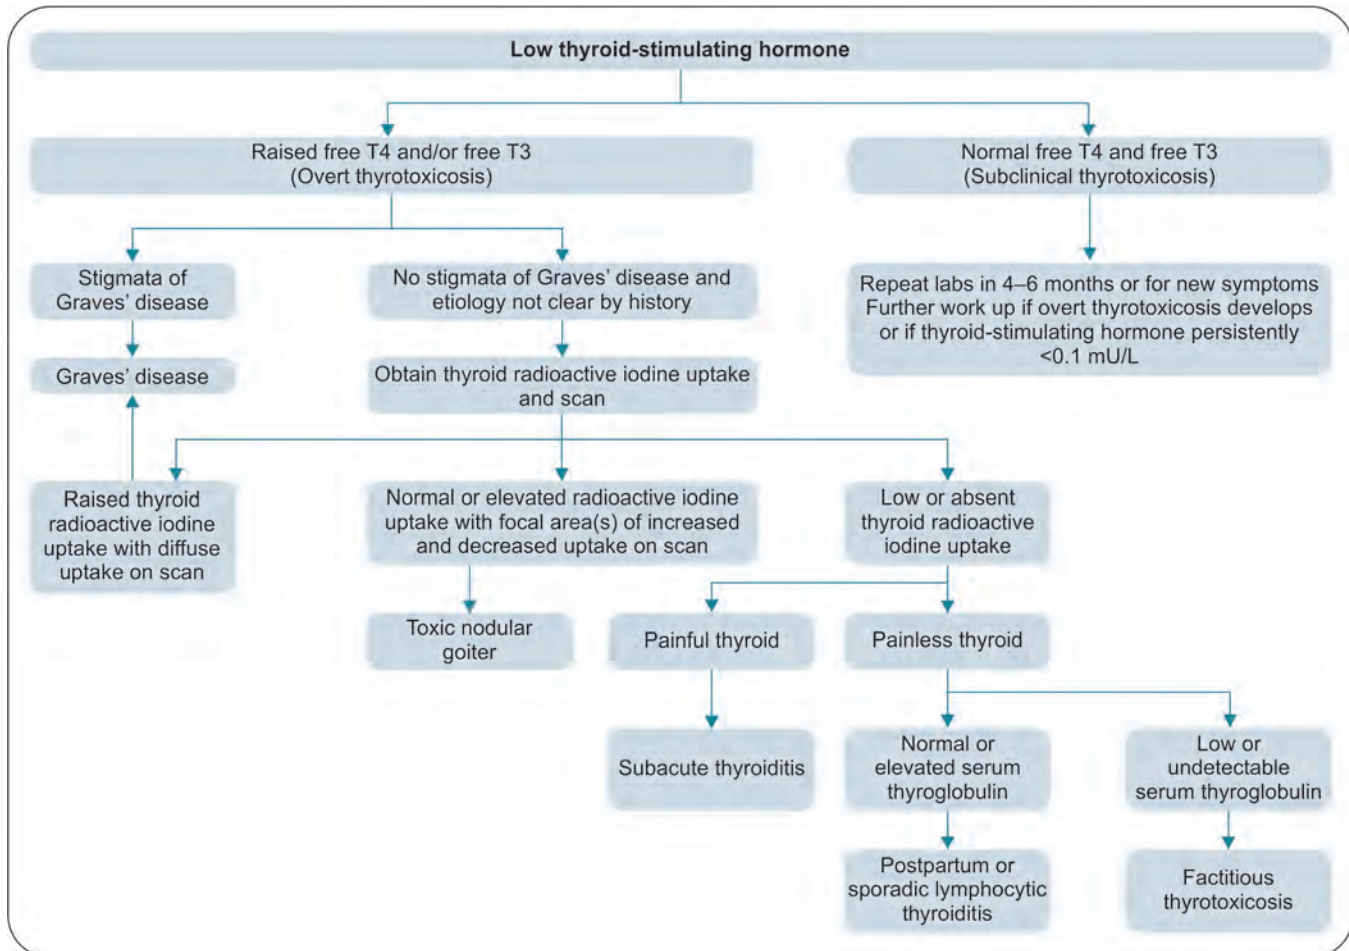 Low thyroid-stimulating hormone
Raised free T4 and/or free T3
(Overt thyrotoxicosis)
Normal free T4 and free T3
(Subclinical thyrotoxicosis)
Stigmata of
Graves’ disease
No stigmata of Graves’ disease and
etiology not clear by history
Repeat labs in 4–6 months or for new symptoms
Further work up if overt thyrotoxicosis develops
or if thyroid-stimulating hormone persistently
<0.1 mU/L
Graves’ disease
Obtain thyroid radioactive iodine uptake
and scan
Raised thyroid
radioactive iodine
uptake with diffuse
uptake on scan
Normal or elevated radioactive iodine
uptake with focal area(s) of increased
and decreased uptake on scan
Low or absent
thyroid radioactive
iodine uptake
Toxic nodular
goiter
Painful thyroid
Painless thyroid
Subacute thyroiditis
Normal or
elevated serum
thyroglobulin
Low or
undetectable
serum thyroglobulin
Postpartum or
sporadic lymphocytic
thyroiditis
Factitious
thyrotoxicosis